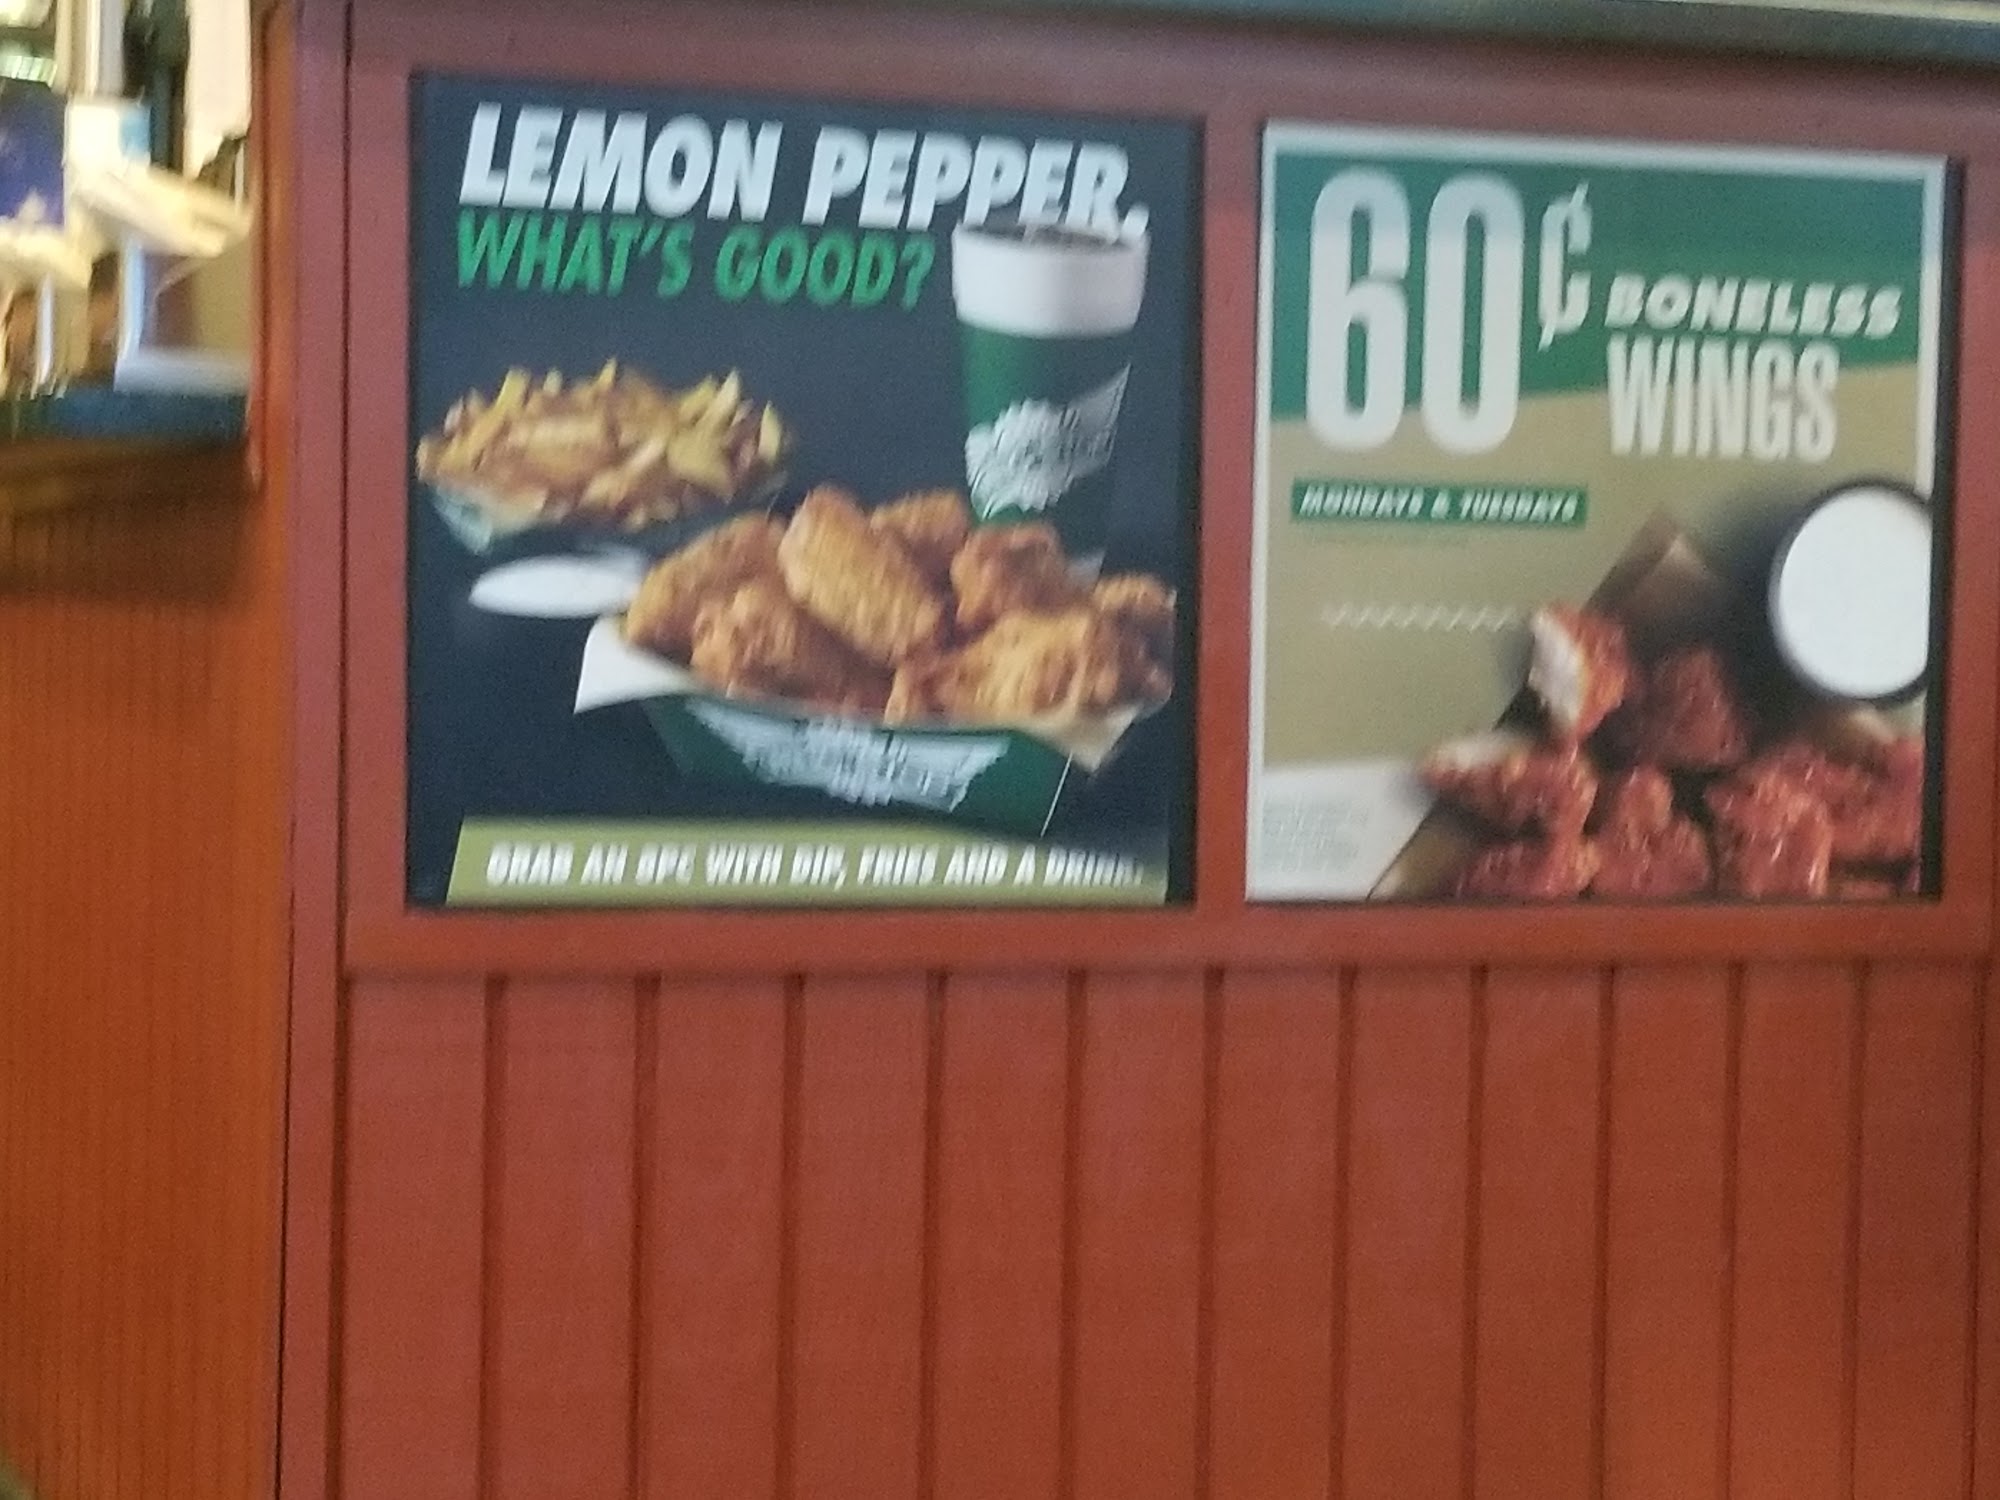 LEMON PEPPER.
WHAT'S GOOD?
GRAB AN 8PC WITH DIP, FRIES AND A DRINK.
60¢ BONELESS
WINGS
MONDAYS & TUESDAYS